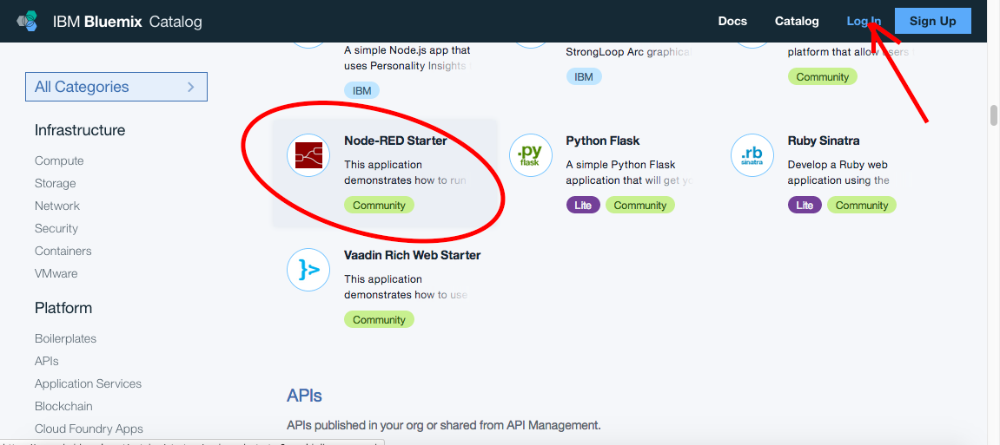 IBM Bluemix Catalog
Docs
Catalog
Log In
Sign Up
All Categories
Infrastructure
Compute
Storage
Network
Security
Containers
VMware
Platform
Boilerplates
APIs
Application Services
Blockchain
Cloud Foundry Apps
A simple Node.js app that
uses Personality Insights
IBM
StrongLoop Arc graphical
IBM
platform that allow users
Community
Node-RED Starter
This application
demonstrates how to run
Community
.py
flask
Python Flask
A simple Python Flask
application that will get
Lite
Community
.rb
sinatra
Ruby Sinatra
Develop a Ruby web
application using the
Lite
Community
Vaadin Rich Web Starter
This application
demonstrates how to use
Community
APIs
APIs published in your org or shared from API Management.